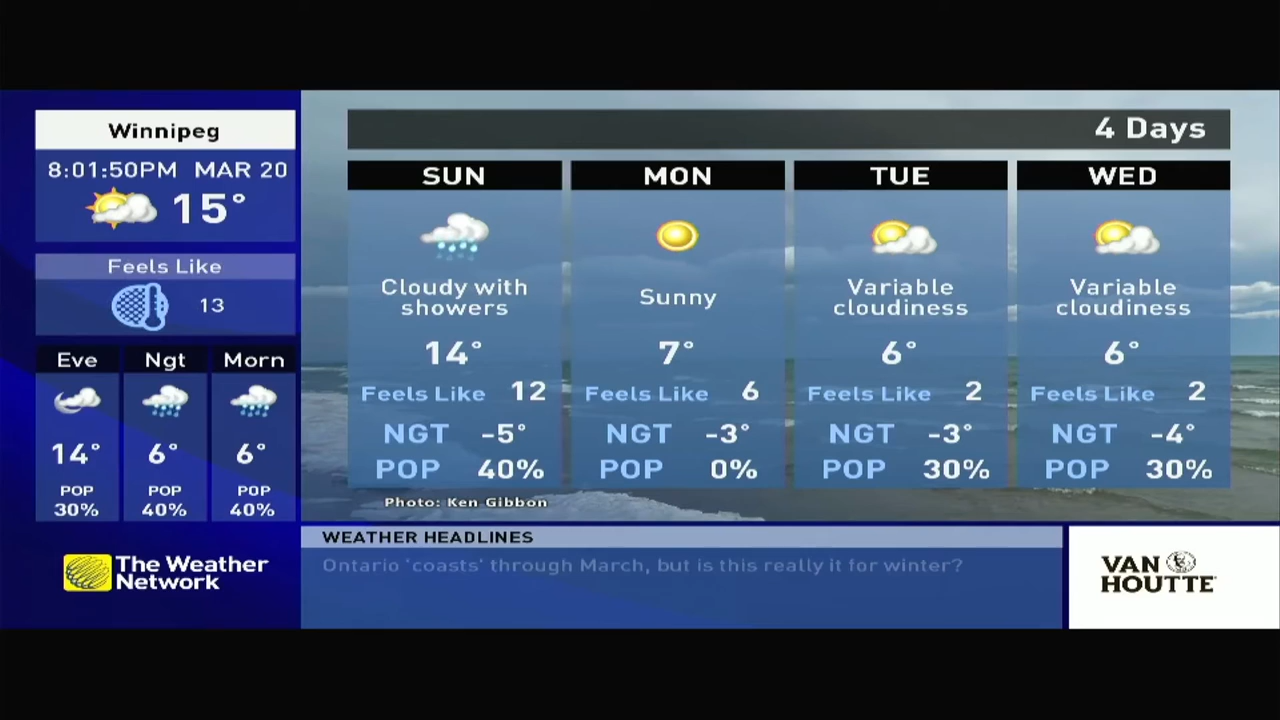 Winnipeg
8:01:50PM MAR 20
15°
Feels Like
13
Eve Ngt Morn
14° 6° 6°
POP POP POP
30% 40% 40%
The Weather
Network
4 Days
SUN MON TUE WED
Cloudy with
showers
Sunny
Variable
cloudiness
Variable
cloudiness
14° 7° 6° 6°
Feels Like 12 Feels Like 6 Feels Like 2 Feels Like 2
NGT -5° NGT -3° NGT -3° NGT -4°
POP 40% POP 0% POP 30% POP 30%
Photo: Ken Gibbon
WEATHER HEADLINES
Ontario 'coasts' through March, but is this really it for winter?
VAN
HOUTTE